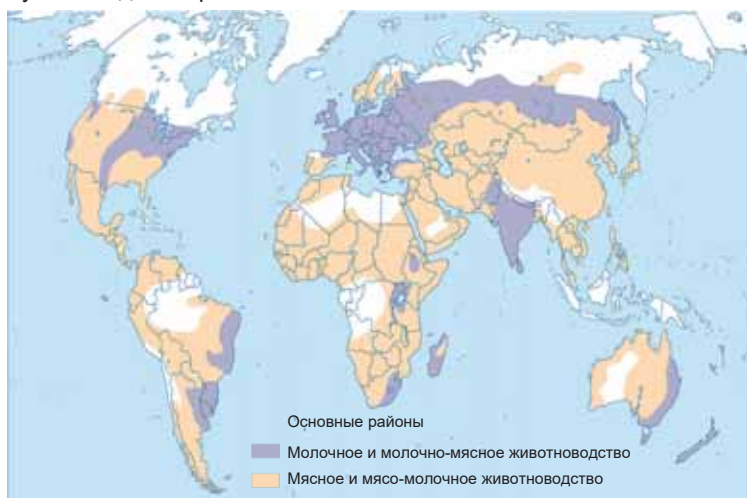 Основные районы
Молочное и молочно-мясное животноводство
Мясное и мясо-молочное животноводство